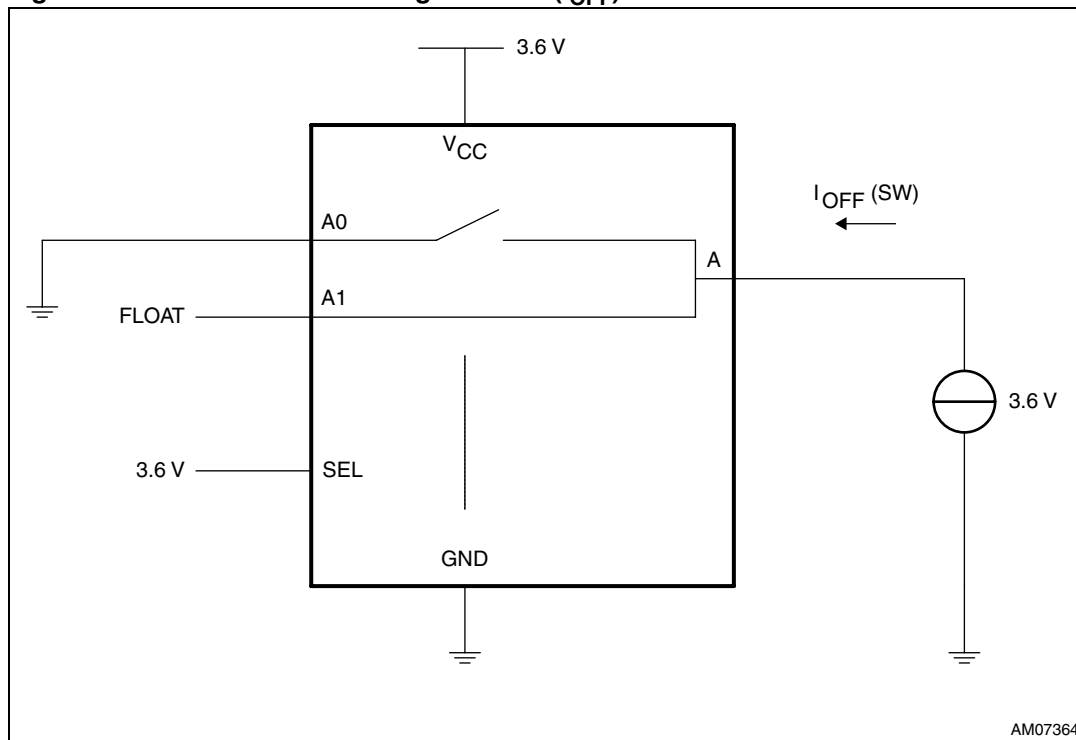 3.6 V
VCC
IOFF (SW)
A0
A
A1
FLOAT
3.6 V
3.6 V
SEL
GND
AM07364